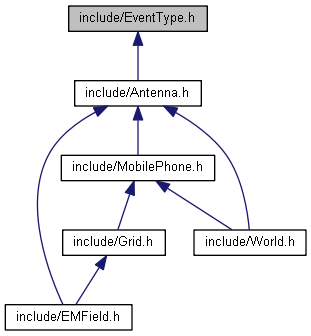 include/EventType.h
include/Antenna.h
include/MobilePhone.h
include/Grid.h
include/World.h
include/EMField.h